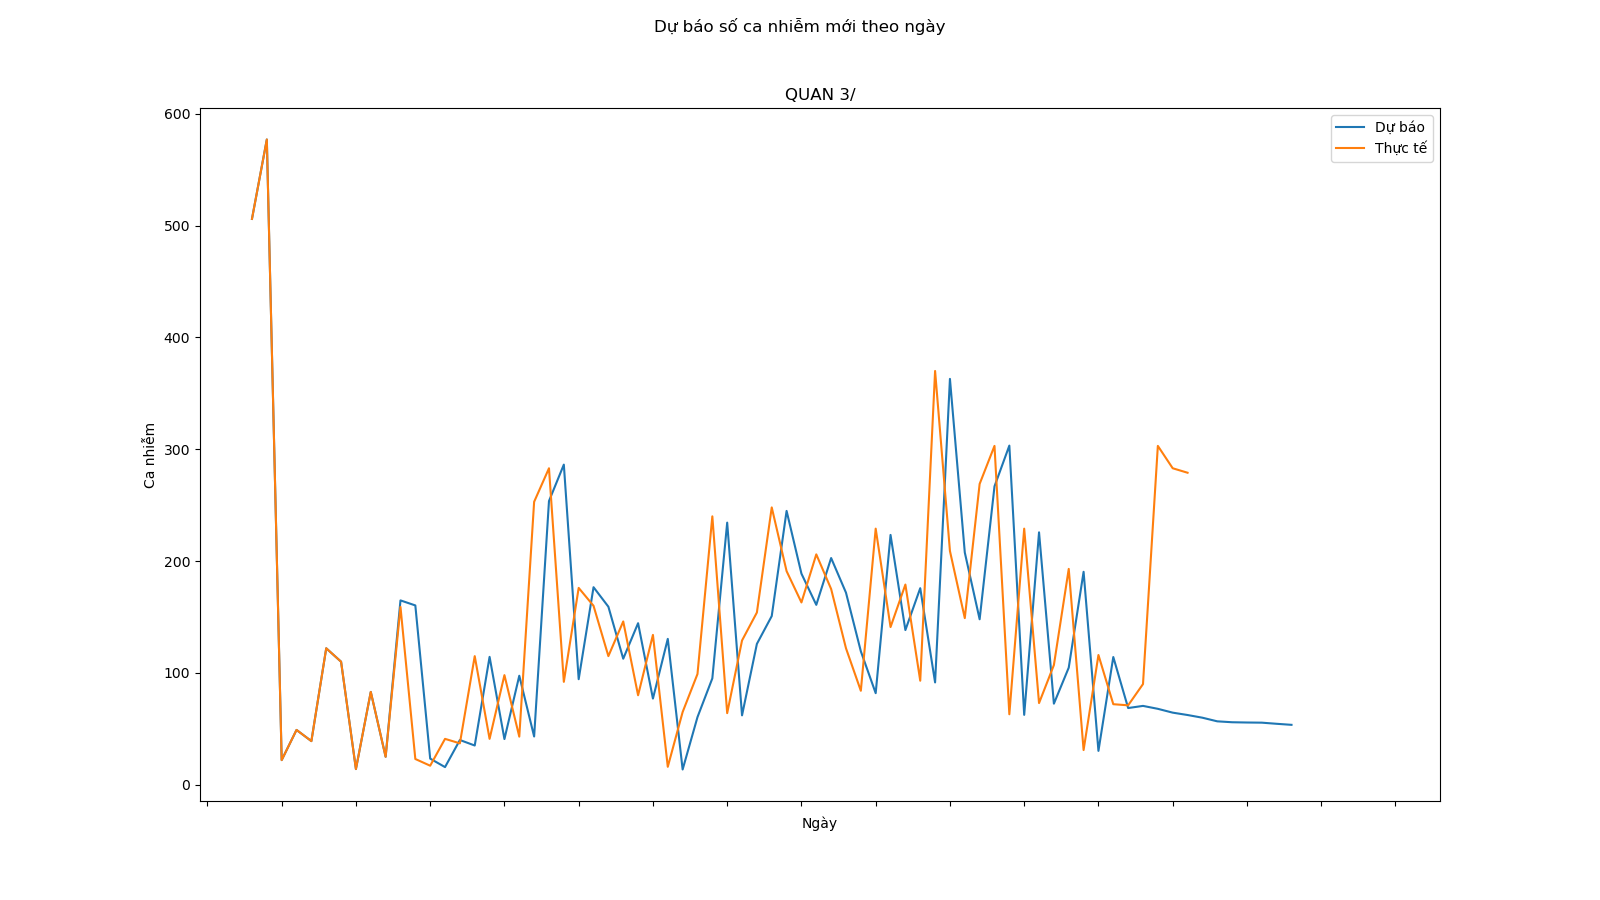 Dự báo số ca nhiễm mới theo ngày
QUAN 3/
600
500
400
300
200
100
0
Ca nhiễm
Dự báo
Thực tế
Ngày